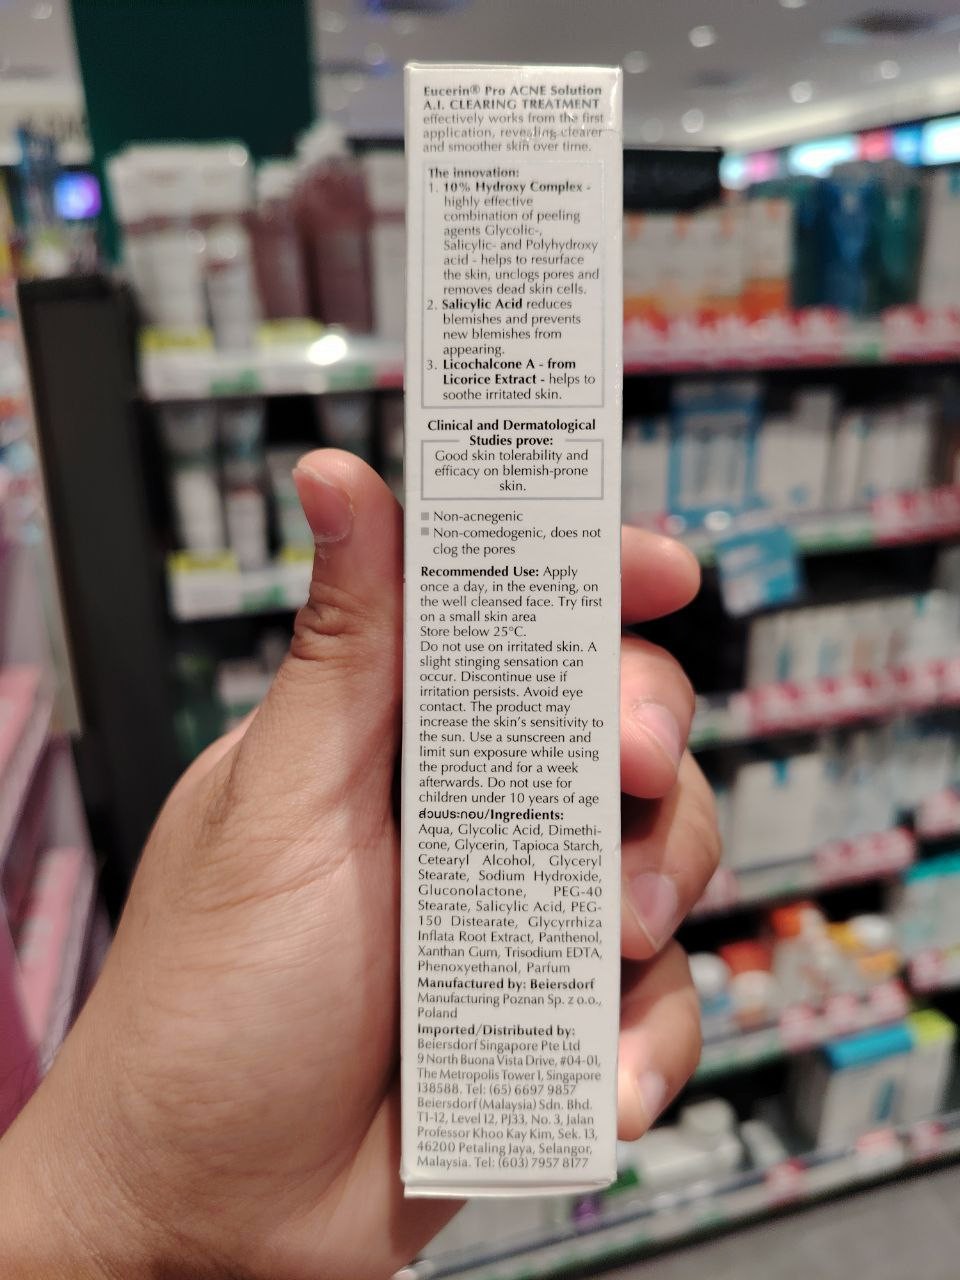 Eucerin® Pro ACNE Solution
A.I. CLEARING TREATMENT
effectively works from the first
application, revealing clearer
and smoother skin over time.
The innovation:
1. 10% Hydroxy Complex -
highly effective
combination of peeling
agents Glycolic-,
Salicylic- and Polyhydroxy
acid - helps to resurface
the skin, unclogs pores and
removes dead skin cells.
2. Salicylic Acid reduces
blemishes and prevents
new blemishes from
appearing.
3. Licochalcone A - from
Licorice Extract - helps to
soothe irritated skin.
Clinical and Dermatological
Studies prove:
Good skin tolerability and
efficacy on blemish-prone
skin.
■ Non-acnegenic
■ Non-comedogenic, does not
clog the pores
Recommended Use: Apply
once a day, in the evening, on
the well cleansed face. Try first
on a small skin area
Store below 25°C.
Do not use on irritated skin. A
slight stinging sensation can
occur. Discontinue use if
irritation persists. Avoid eye
contact. The product may
increase the skin's sensitivity to
the sun. Use a sunscreen and
limit sun exposure while using
the product and for a week
afterwards. Do not use for
children under 10 years of age
ส่วนประกอบ/Ingredients:
Aqua, Glycolic Acid, Dimethi-
cone, Glycerin, Tapioca Starch,
Cetearyl Alcohol, Glyceryl
Stearate, Sodium Hydroxide,
Gluconolactone, PEG-40
Stearate, Salicylic Acid, PEG-
150 Distearate, Glycyrrhiza
Inflata Root Extract, Panthenol,
Xanthan Gum, Trisodium EDTA,
Phenoxyethanol, Parfum
Manufactured by: Beiersdorf
Manufacturing Poznan Sp. z o.o.,
Poland
Imported/Distributed by:
Beiersdorf Singapore Pte Ltd
9 North Buona Vista Drive, #04-01,
The Metropolis Tower 1, Singapore
138588. Tel: (65) 6697 9857
Beiersdorf (Malaysia) Sdn. Bhd.
T1-12, Level 12, PJ33, No. 3, Jalan
Professor Khoo Kay Kim, Sek. 13,
46200 Petaling Jaya, Selangor,
Malaysia. Tel: (603) 7957 8177